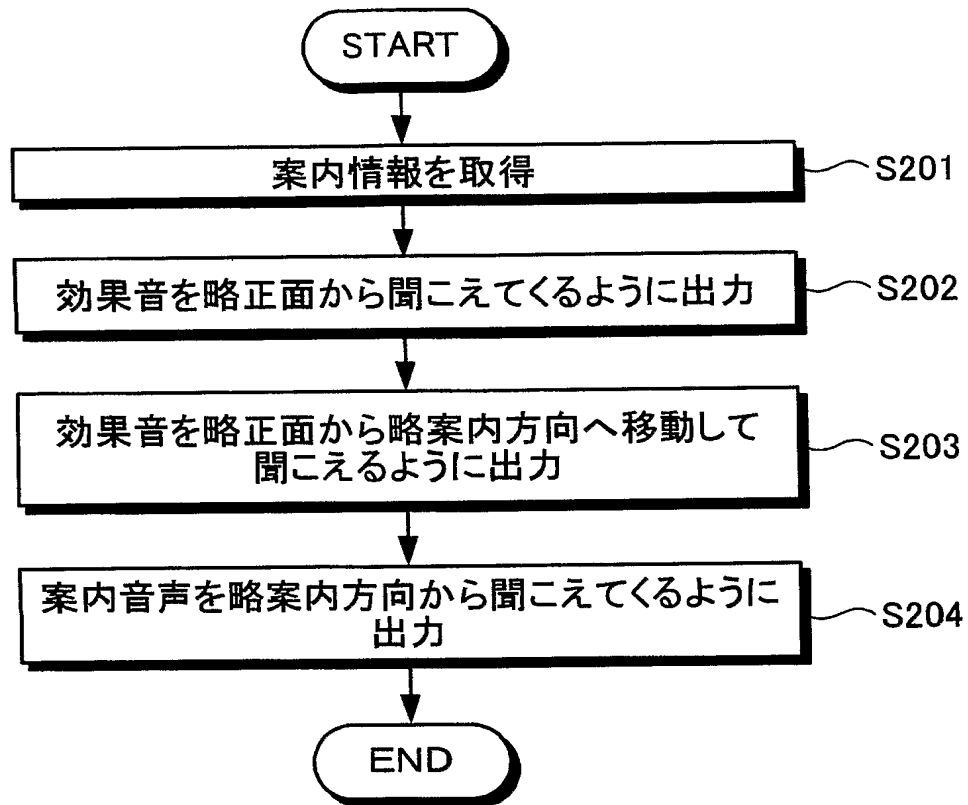 START
案内情報を取得
S201
効果音を略正面から聞こえてくるように出力
S202
効果音を略正面から略案内方向へ移動して
聞こえるように出力
S203
案内音声を略案内方向から聞こえてくるように
出力
S204
END